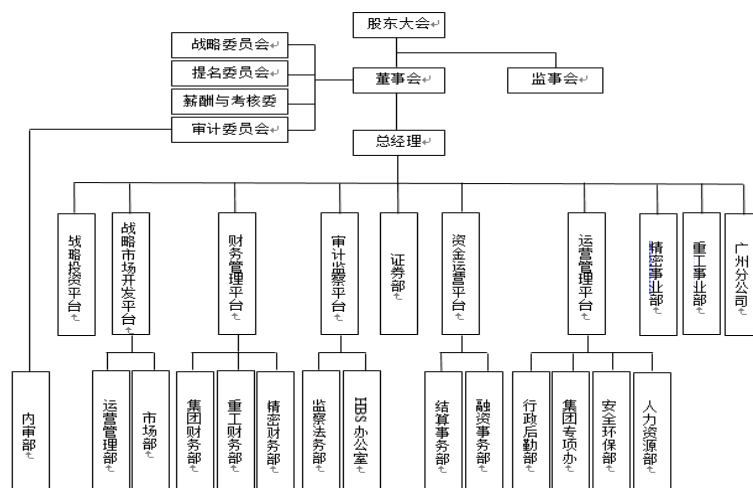 股东大会
战略委员会
提名委员会
董事会
监事会
薪酬与考核委
审计委员会
总经理
战略投资平台
战略市场开发平台
财务管理平台
审计监察平台
证券部
资金运营平台
运营管理平台
精密事业部
重工事业部
广州分公司
内审部
运营管理部
市场部
集团财务部
重工财务部
精密财务部
监察法务部
HBS办公室
结算事务部
融资事务部
行政后勤部
集团专项办
安全环保部
人力资源部